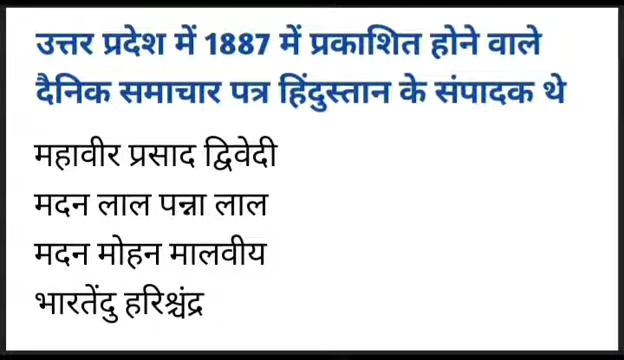 उत्तर प्रदेश में 1887 में प्रकाशित होने वाले
दैनिक समाचार पत्र हिंदुस्तान के संपादक थे
महावीर प्रसाद द्विवेदी
मदन लाल पन्ना लाल
मदन मोहन मालवीय
भारतेंदु हरिश्चंद्र